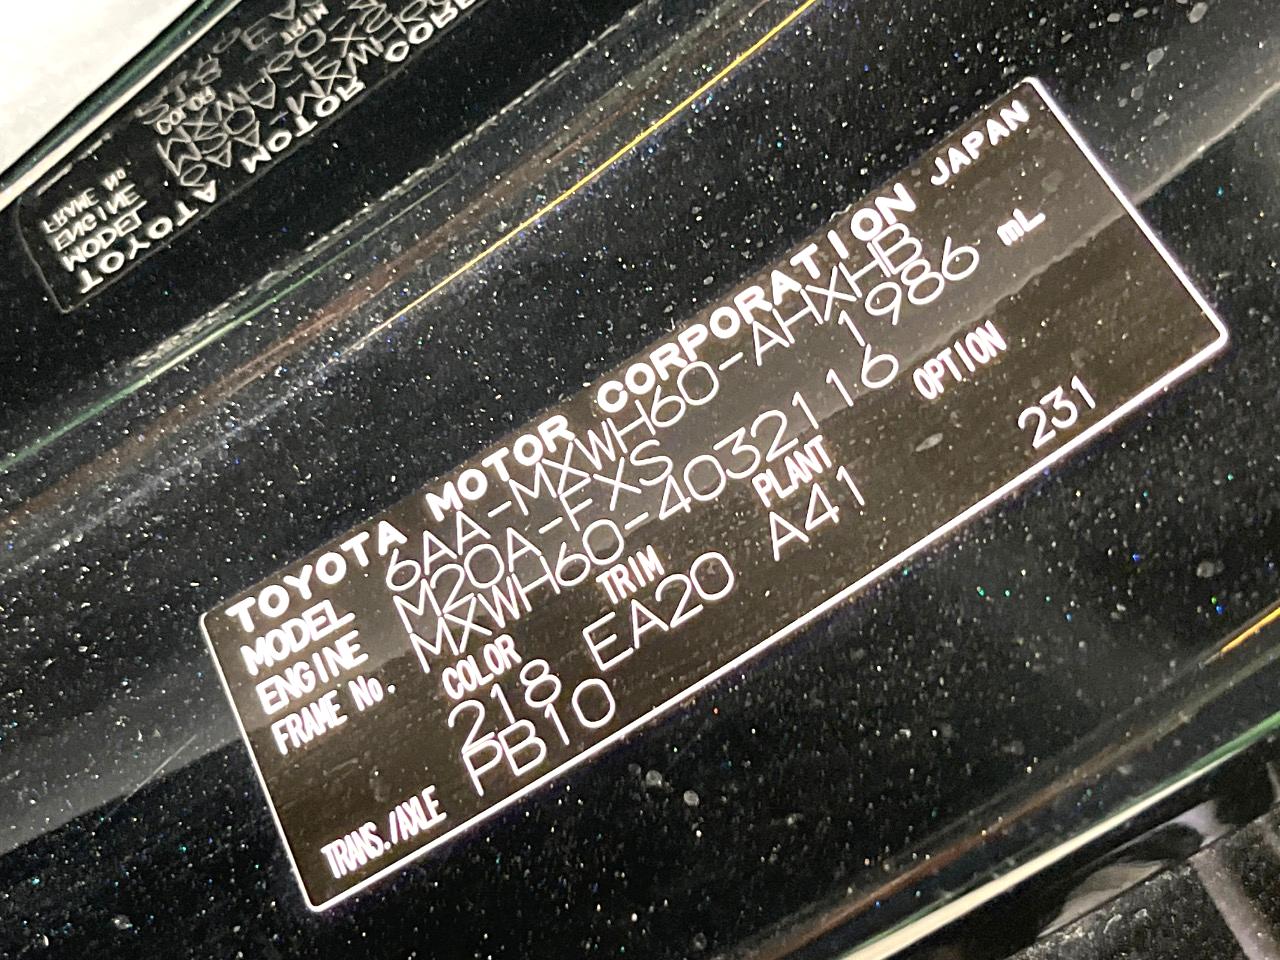 TOYOTA MOTOR CORPORATION JAPAN
MODEL 6AA-MXWH60-AHXHB
ENGINE M20A-FXS 1986 mL
FRAME No. MXWH60-4032116
COLOR TRIM PLANT OPTION
218 EA20 A41 231
TRANS./AXLE PB10